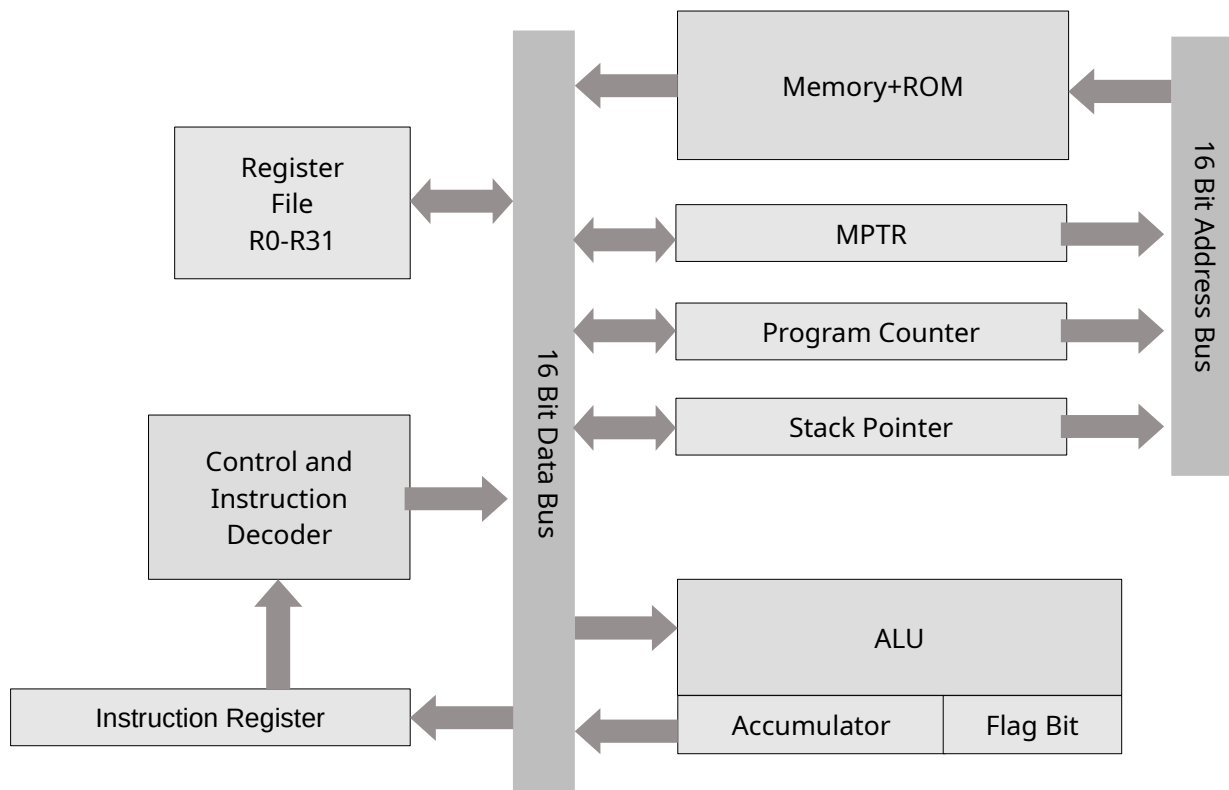 Memory+ROM
Register
File
R0-R31
MPTR
16 Bit Address Bus
Program Counter
16 Bit Data Bus
Stack Pointer
Control and
Instruction
Decoder
ALU
Instruction Register
Accumulator
Flag Bit